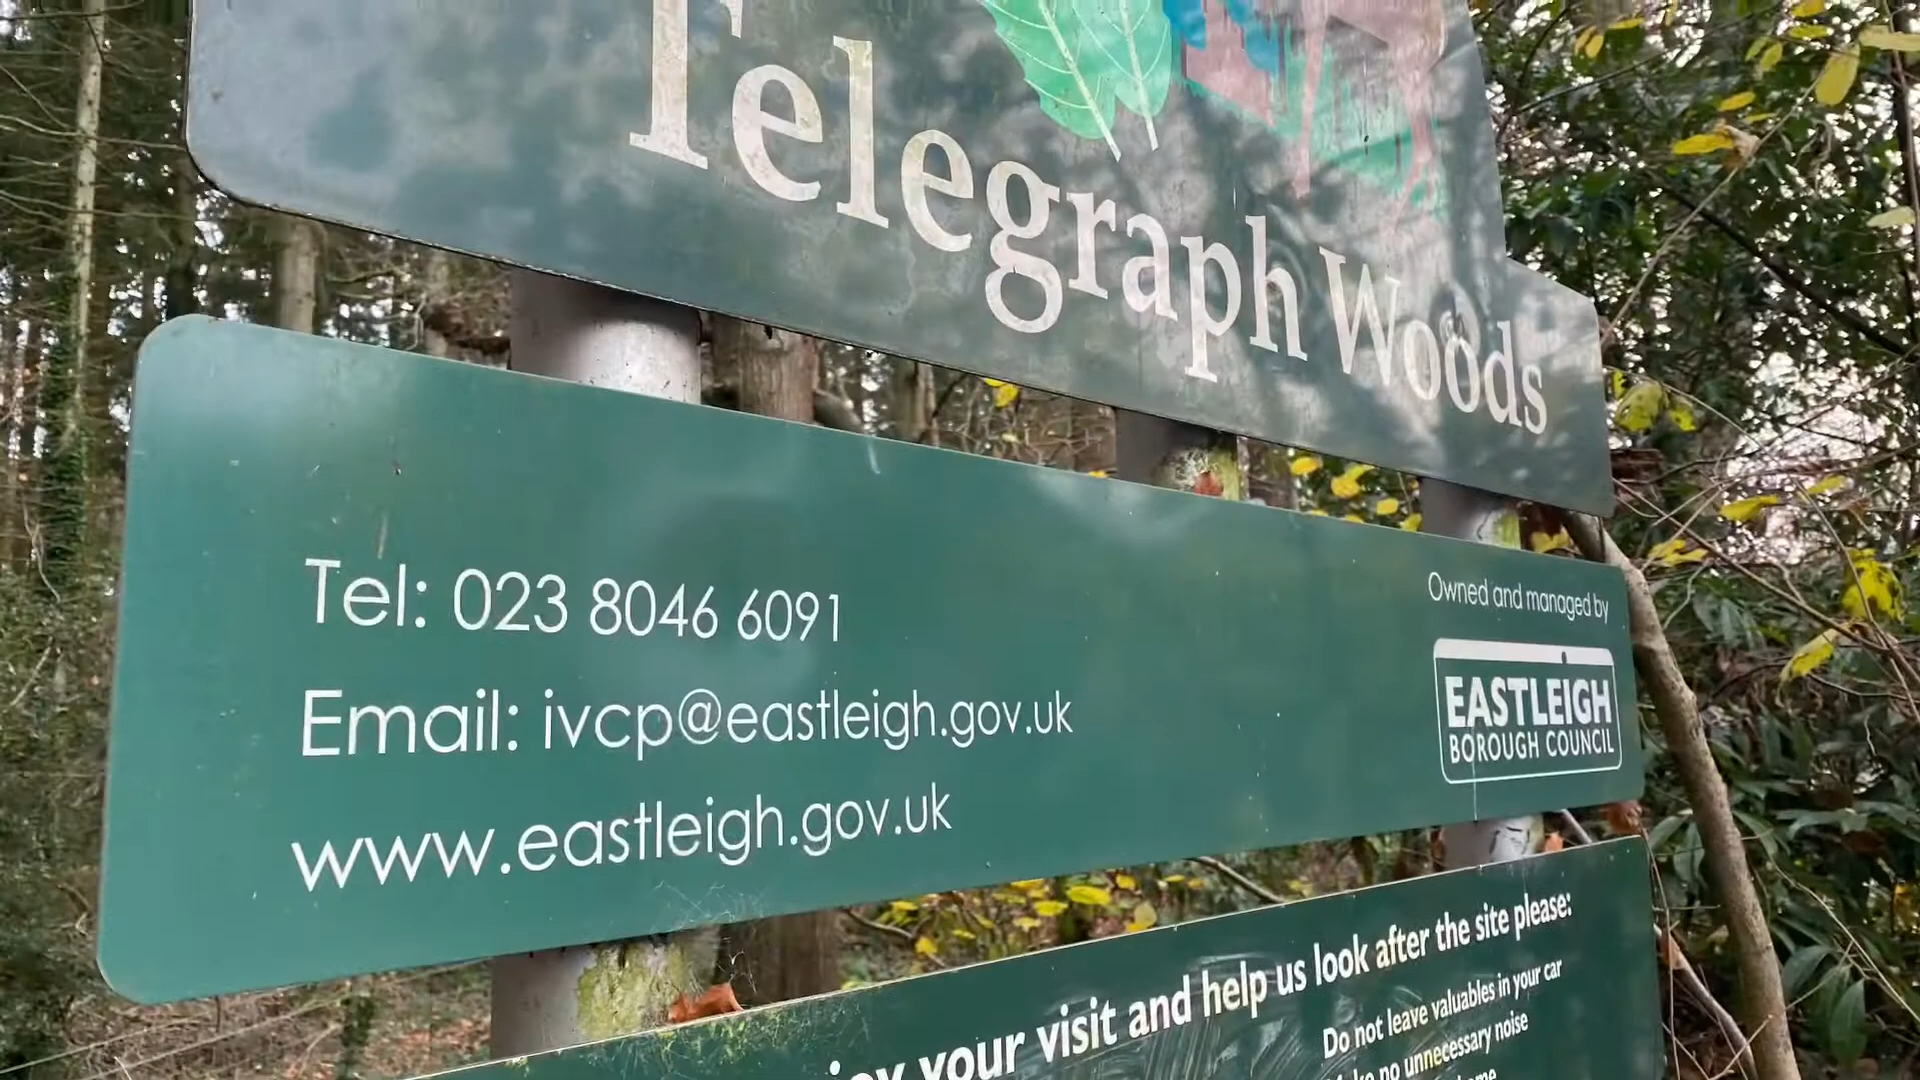 Telegraph Woods
Tel: 023 8046 6091
Email: ivcp@eastleigh.gov.uk
www.eastleigh.gov.uk
Owned and managed by
EASTLEIGH
BOROUGH COUNCIL
your visit and help us look after the site please:
Do not leave valuables in your car
no unnecessary noise